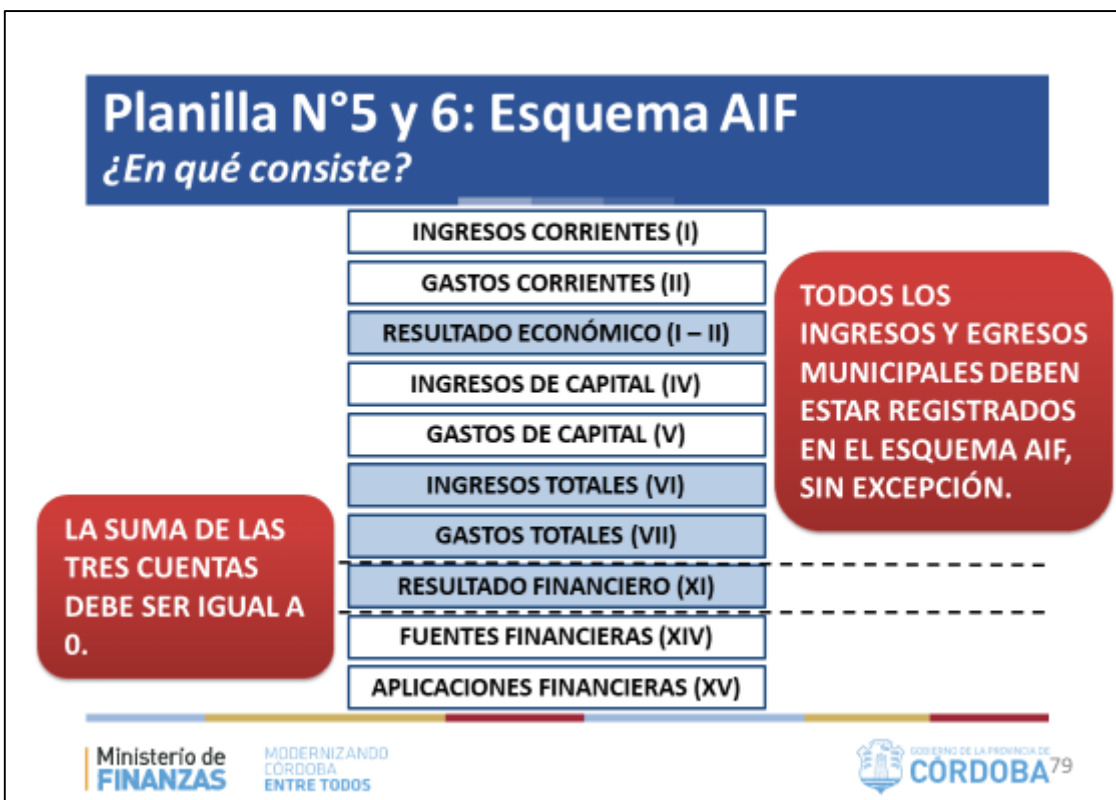 Planilla N°5 y 6: Esquema AIF
¿En qué consiste?
INGRESOS CORRIENTES (I)
GASTOS CORRIENTES (II)
RESULTADO ECONÓMICO (I – II)
INGRESOS DE CAPITAL (IV)
GASTOS DE CAPITAL (V)
INGRESOS TOTALES (VI)
GASTOS TOTALES (VII)
RESULTADO FINANCIERO (XI)
FUENTES FINANCIERAS (XIV)
APLICACIONES FINANCIERAS (XV)
TODOS LOS
INGRESOS Y EGRESOS
MUNICIPALES DEBEN
ESTAR REGISTRADOS
EN EL ESQUEMA AIF,
SIN EXCEPCIÓN.
LA SUMA DE LAS
TRES CUENTAS
DEBE SER IGUAL A
0.
Ministerio de
FINANZAS
MODERNIZANDO
CÓRDOBA
ENTRE TODOS
GOBIERNO DE LA PROVINCIA DE
CÓRDOBA
79